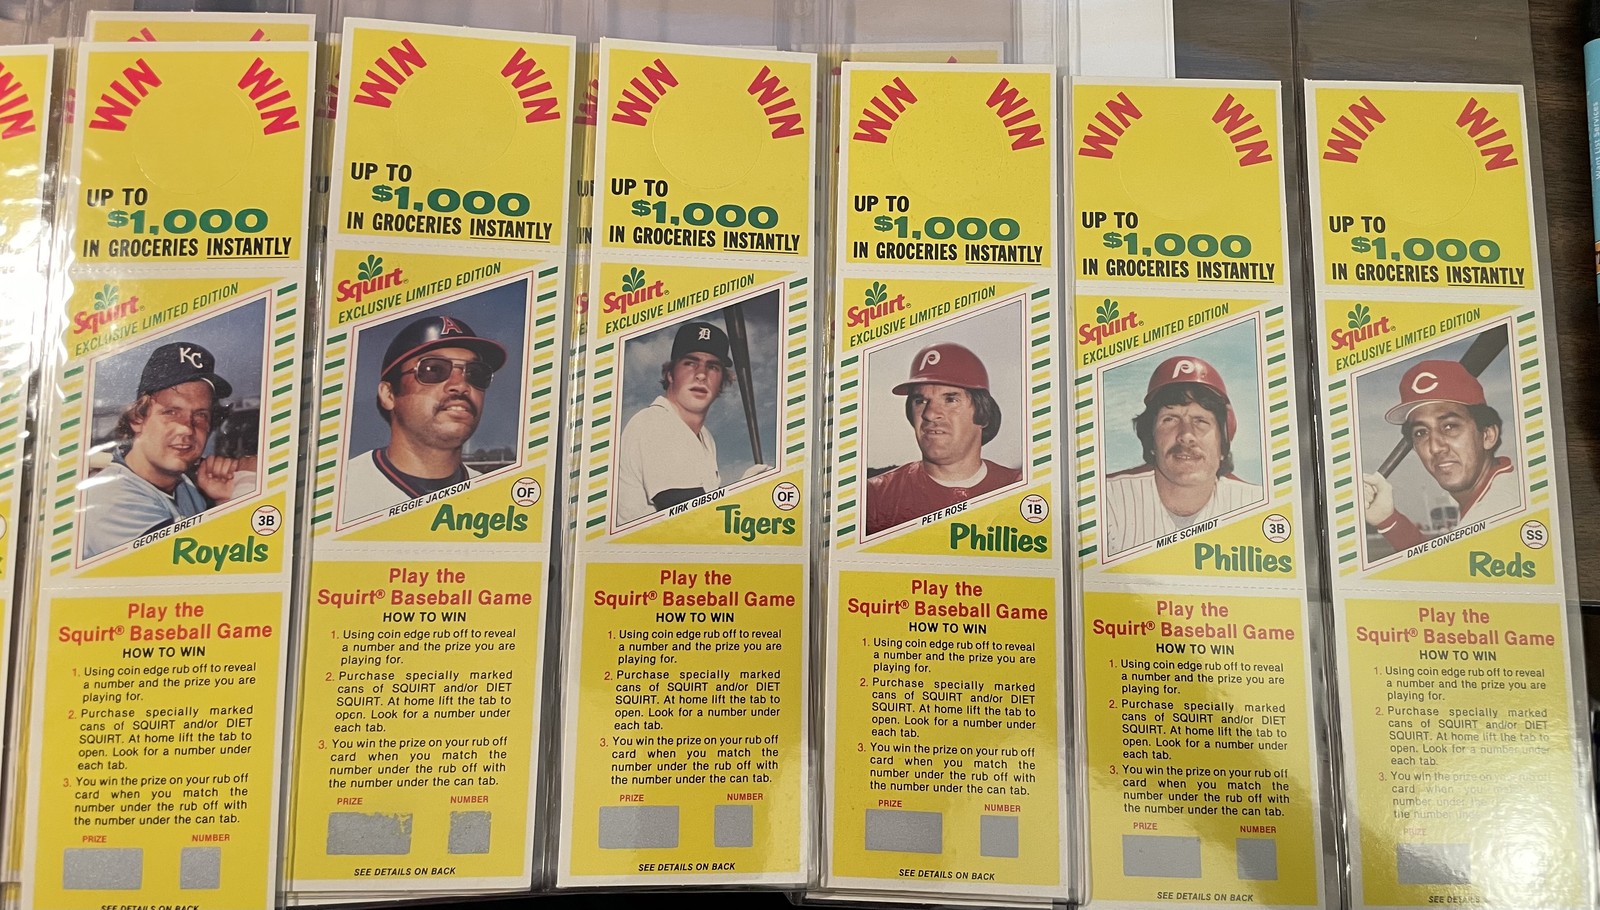 WIN WIN
UP TO
$1,000
IN GROCERIES INSTANTLY
Squirt®
EXCLUSIVE LIMITED EDITION
KC
GEORGE BRETT
3B
Royals
Play the
Squirt® Baseball Game
HOW TO WIN
1. Using coin edge rub off to reveal
a number and the prize you are
playing for.
2. Purchase specially marked
cans of SQUIRT and/or DIET
SQUIRT. At home lift the tab to
open. Look for a number under
each tab.
3. You win the prize on your rub off
card when you match the
number under the rub off with
the number under the can tab.
PRIZE NUMBER
SEE DETAILS ON BACK
WIN WIN
UP TO
$1,000
IN GROCERIES INSTANTLY
Squirt®
EXCLUSIVE LIMITED EDITION
A
REGGIE JACKSON
OF
Angels
Play the
Squirt® Baseball Game
HOW TO WIN
1. Using coin edge rub off to reveal
a number and the prize you are
playing for.
2. Purchase specially marked
cans of SQUIRT and/or DIET
SQUIRT. At home lift the tab to
open. Look for a number under
each tab.
3. You win the prize on your rub off
card when you match the
number under the rub off with
the number under the can tab.
PRIZE NUMBER
SEE DETAILS ON BACK
WIN WIN
UP TO
$1,000
IN GROCERIES INSTANTLY
Squirt®
EXCLUSIVE LIMITED EDITION
D
KIRK GIBSON
OF
Tigers
Play the
Squirt® Baseball Game
HOW TO WIN
1. Using coin edge rub off to reveal
a number and the prize you are
playing for.
2. Purchase specially marked
cans of SQUIRT and/or DIET
SQUIRT. At home lift the tab to
open. Look for a number under
each tab.
3. You win the prize on your rub off
card when you match the
number under the rub off with
the number under the can tab.
PRIZE NUMBER
SEE DETAILS ON BACK
WIN WIN
UP TO
$1,000
IN GROCERIES INSTANTLY
Squirt®
EXCLUSIVE LIMITED EDITION
P
PETE ROSE
1B
Phillies
Play the
Squirt® Baseball Game
HOW TO WIN
1. Using coin edge rub off to reveal
a number and the prize you are
playing for.
2. Purchase specially marked
cans of SQUIRT and/or DIET
SQUIRT. At home lift the tab to
open. Look for a number under
each tab.
3. You win the prize on your rub off
card when you match the
number under the rub off with
the number under the can tab.
PRIZE NUMBER
SEE DETAILS ON BACK
WIN WIN
UP TO
$1,000
IN GROCERIES INSTANTLY
Squirt®
EXCLUSIVE LIMITED EDITION
P
MIKE SCHMIDT
3B
Phillies
Play the
Squirt® Baseball Game
HOW TO WIN
1. Using coin edge rub off to reveal
a number and the prize you are
playing for.
2. Purchase specially marked
cans of SQUIRT and/or DIET
SQUIRT. At home lift the tab to
open. Look for a number under
each tab.
3. You win the prize on your rub off
card when you match the
number under the rub off with
the number under the can tab.
PRIZE NUMBER
SEE DETAILS ON BACK
WIN WIN
UP TO
$1,000
IN GROCERIES INSTANTLY
Squirt®
EXCLUSIVE LIMITED EDITION
C
DAVE CONCEPCION
SS
Reds
Play the
Squirt® Baseball Game
HOW TO WIN
1. Using coin edge rub off to reveal
a number and the prize you are
playing for.
2. Purchase specially marked
cans of SQUIRT and/or DIET
SQUIRT. At home lift the tab to
open. Look for a number under
each tab.
3. You win the prize on your rub off
card when you
number under the
the number
PRIZE
SEE DETAILS